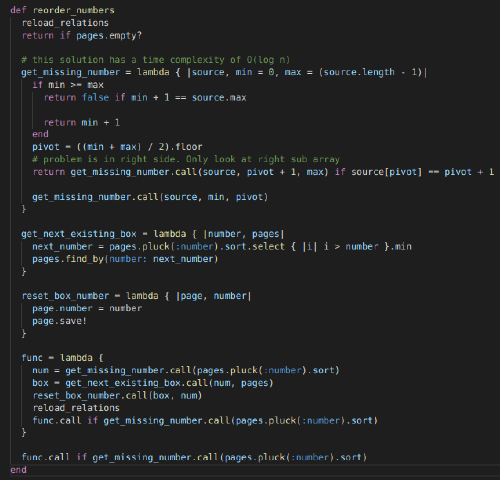 def reorder_numbers
  reload_relations
  return if pages.empty?

  # this solution has a time complexity of O(log n)
  get_missing_number = lambda { |source, min = 0, max = (source.length - 1)|
    if min >= max
      return false if min + 1 == source.max

      return min + 1
    end
    pivot = ((min + max) / 2).floor
    # problem is in right side. Only look at right sub array
    return get_missing_number.call(source, pivot + 1, max) if source[pivot] == pivot + 1

    get_missing_number.call(source, min, pivot)
  }

  get_next_existing_box = lambda { |number, pages|
    next_number = pages.pluck(:number).sort.select { |i| i > number }.min
    pages.find_by(number: next_number)
  }

  reset_box_number = lambda { |page, number|
    page.number = number
    page.save!
  }

  func = lambda {
    num = get_missing_number.call(pages.pluck(:number).sort)
    box = get_next_existing_box.call(num, pages)
    reset_box_number.call(box, num)
    reload_relations
    func.call if get_missing_number.call(pages.pluck(:number).sort)
  }

  func.call if get_missing_number.call(pages.pluck(:number).sort)
end